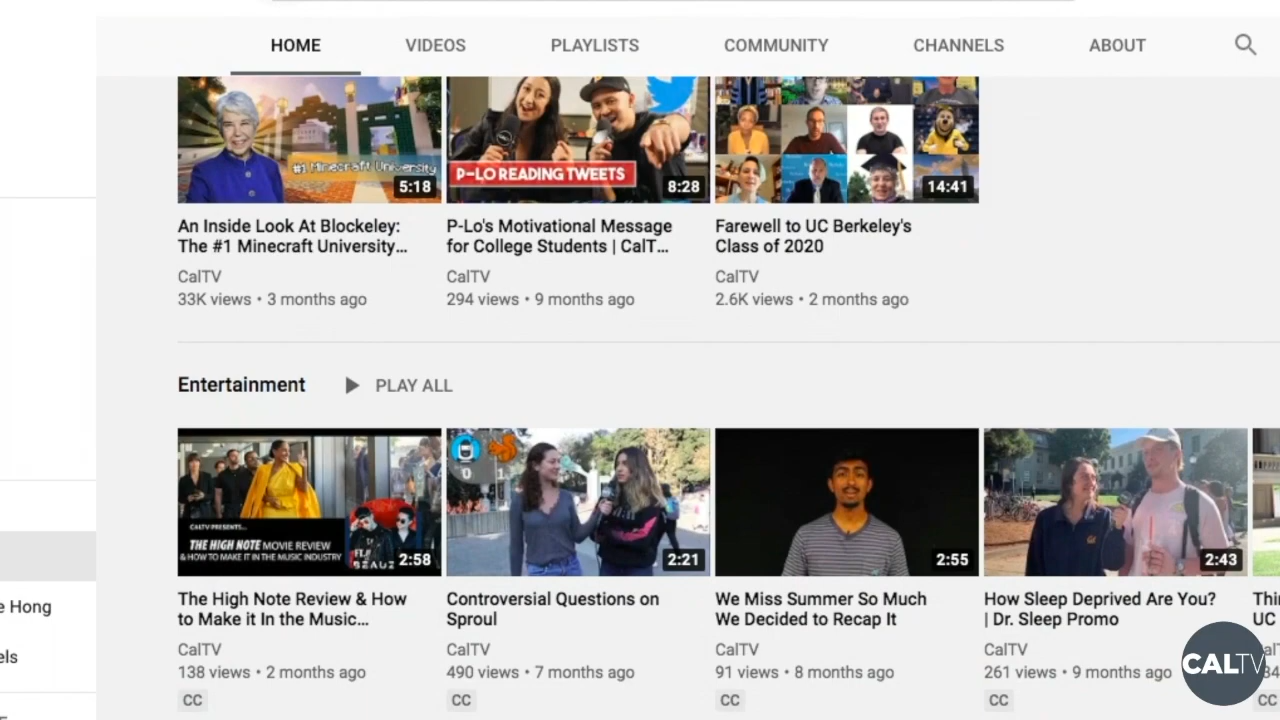 HOME VIDEOS PLAYLISTS COMMUNITY CHANNELS ABOUT
#1 Minecraft University
5:18
P-LO READING TWEETS
8:28
14:41
An Inside Look At Blockeley:
The #1 Minecraft University...
CalTV
33K views • 3 months ago
P-Lo's Motivational Message
for College Students | CalT...
CalTV
294 views • 9 months ago
Farewell to UC Berkeley's
Class of 2020
CalTV
2.6K views • 2 months ago
Entertainment PLAY ALL
CALTV PRESENTS...
THE HIGH NOTE MOVIE REVIEW
& HOW TO MAKE IT IN THE MUSIC INDUSTRY
2:58
0 1
2:21
2:55
Cal
2:43
The High Note Review & How
to Make it In the Music...
CalTV
138 views • 2 months ago
CC
Controversial Questions on
Sproul
CalTV
490 views • 7 months ago
CC
We Miss Summer So Much
We Decided to Recap It
CalTV
91 views • 8 months ago
CC
How Sleep Deprived Are You?
| Dr. Sleep Promo
CalTV
261 views • 9 months ago
CC
UC
CC
e Hong
els
CALTV